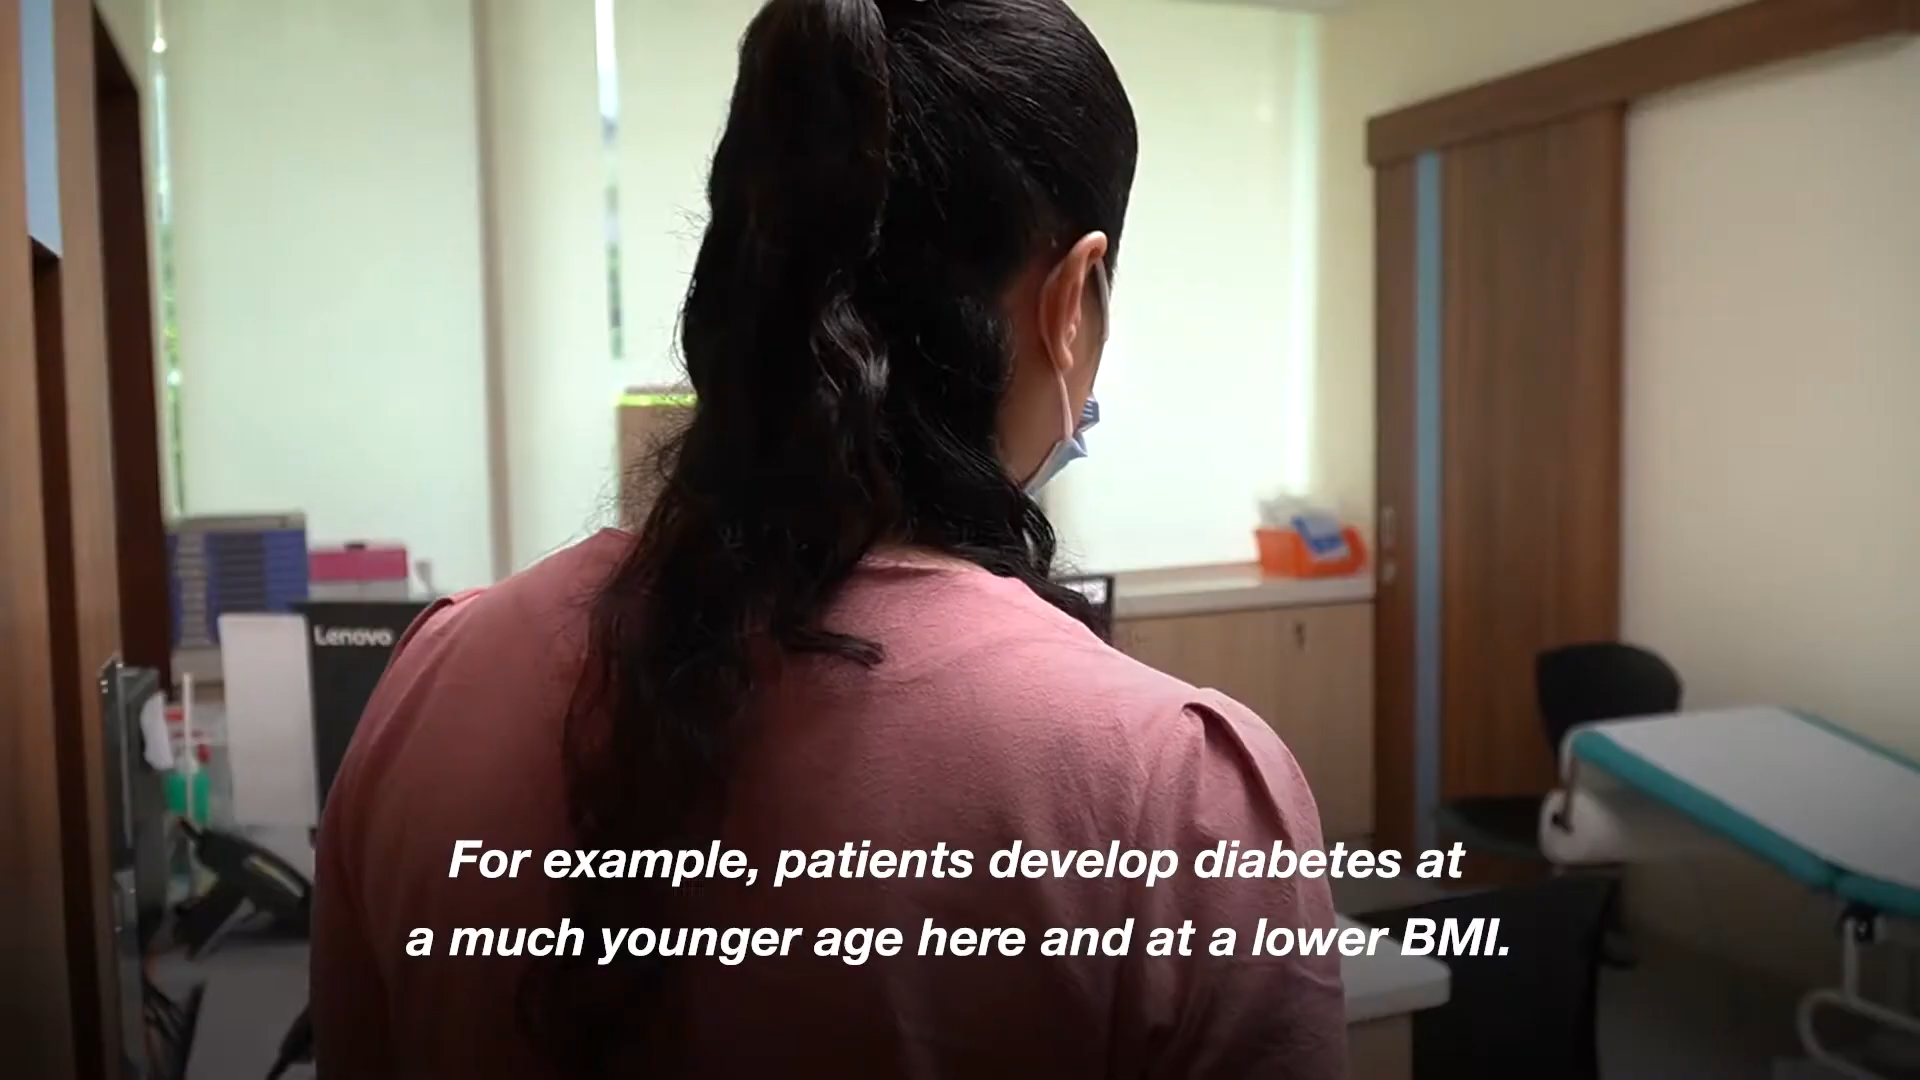 Lenovo
For example, patients develop diabetes at
a much younger age here and at a lower BMI.